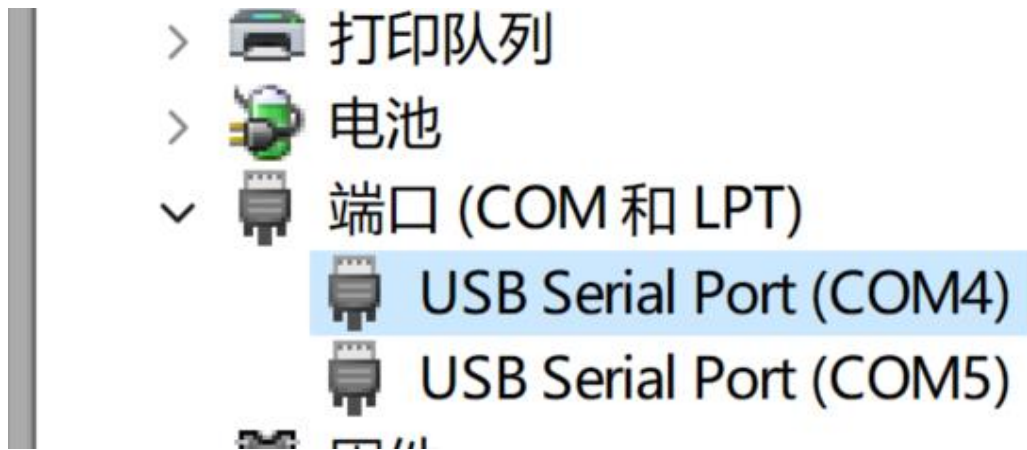 打印队列
电池
端口 (COM 和 LPT)
USB Serial Port (COM4)
USB Serial Port (COM5)